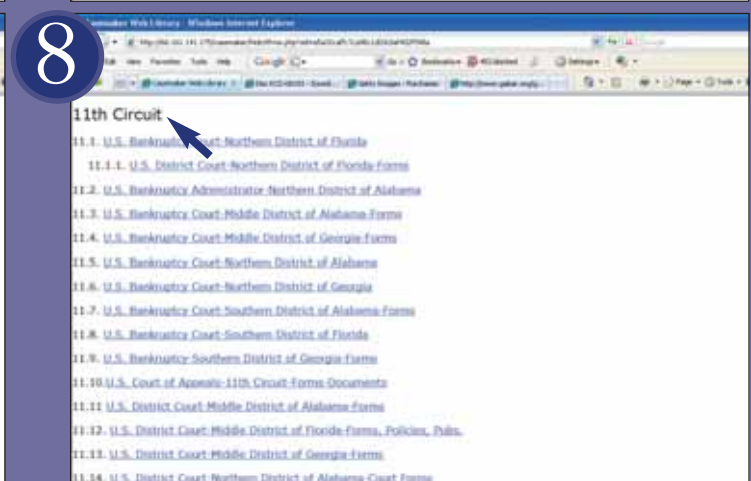 8
Casemaker Web Library - Windows Internet Explorer
Google
11th Circuit
11.1. U.S. Bankruptcy Court-Northern District of Florida
11.1.1. U.S. District Court-Northern District of Florida-Forms
11.2. U.S. Bankruptcy Administrator-Northern District of Alabama
11.3. U.S. Bankruptcy Court-Middle District of Alabama-Forms
11.4. U.S. Bankruptcy Court-Middle District of Georgia-Forms
11.5. U.S. Bankruptcy Court-Northern District of Alabama
11.6. U.S. Bankruptcy Court-Northern District of Georgia
11.7. U.S. Bankruptcy Court-Southern District of Alabama-Forms
11.8. U.S. Bankruptcy Court-Southern District of Florida
11.9. U.S. Bankruptcy Southern District of Georgia-Forms
11.10.U.S. Court of Appeals-11th Circuit-Forms-Documents
11.11 U.S. District Court-Middle District of Alabama-Forms
11.12. U.S. District Court-Middle District of Florida-Forms, Policies, Pubs.
11.13. U.S. District Court-Middle District of Georgia-Forms
11.14. U.S. District Court-Northern District of Alabama-Court Forms